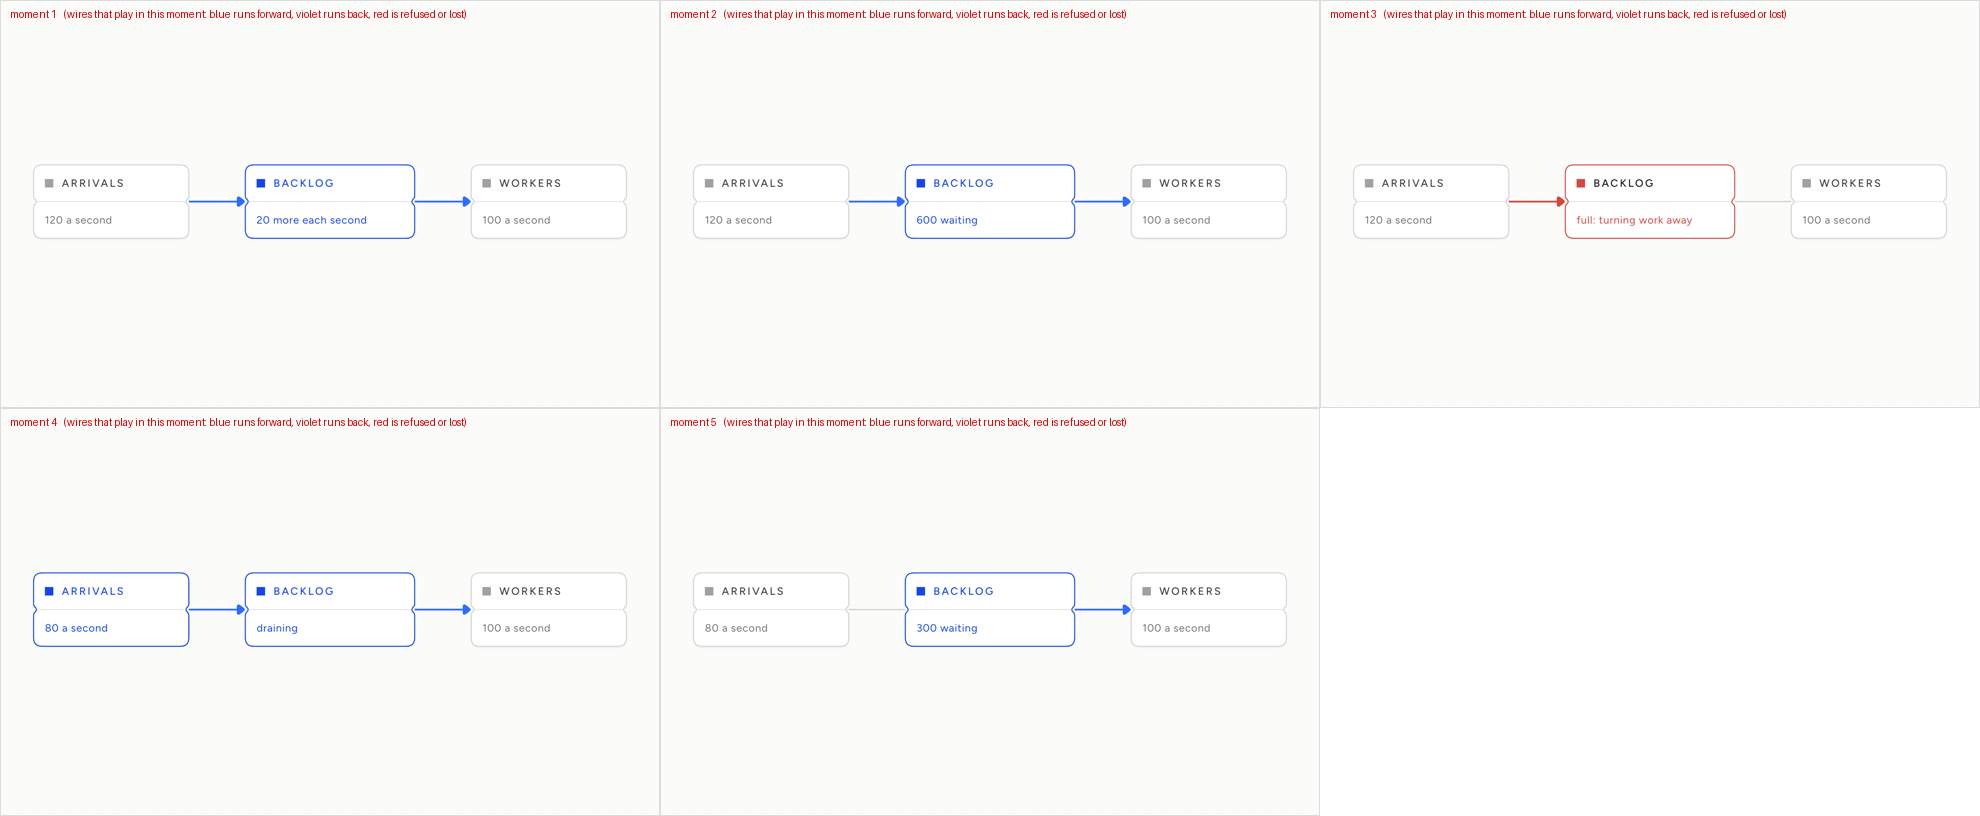 moment 1 (wires that play in this moment: blue runs forward, violet runs back, red is refused or lost)
ARRIVALS
120 a second
BACKLOG
20 more each second
WORKERS
100 a second
moment 2 (wires that play in this moment: blue runs forward, violet runs back, red is refused or lost)
ARRIVALS
120 a second
BACKLOG
600 waiting
WORKERS
100 a second
moment 3 (wires that play in this moment: blue runs forward, violet runs back, red is refused or lost)
ARRIVALS
120 a second
BACKLOG
full: turning work away
WORKERS
100 a second
moment 4 (wires that play in this moment: blue runs forward, violet runs back, red is refused or lost)
ARRIVALS
80 a second
BACKLOG
draining
WORKERS
100 a second
moment 5 (wires that play in this moment: blue runs forward, violet runs back, red is refused or lost)
ARRIVALS
80 a second
BACKLOG
300 waiting
WORKERS
100 a second